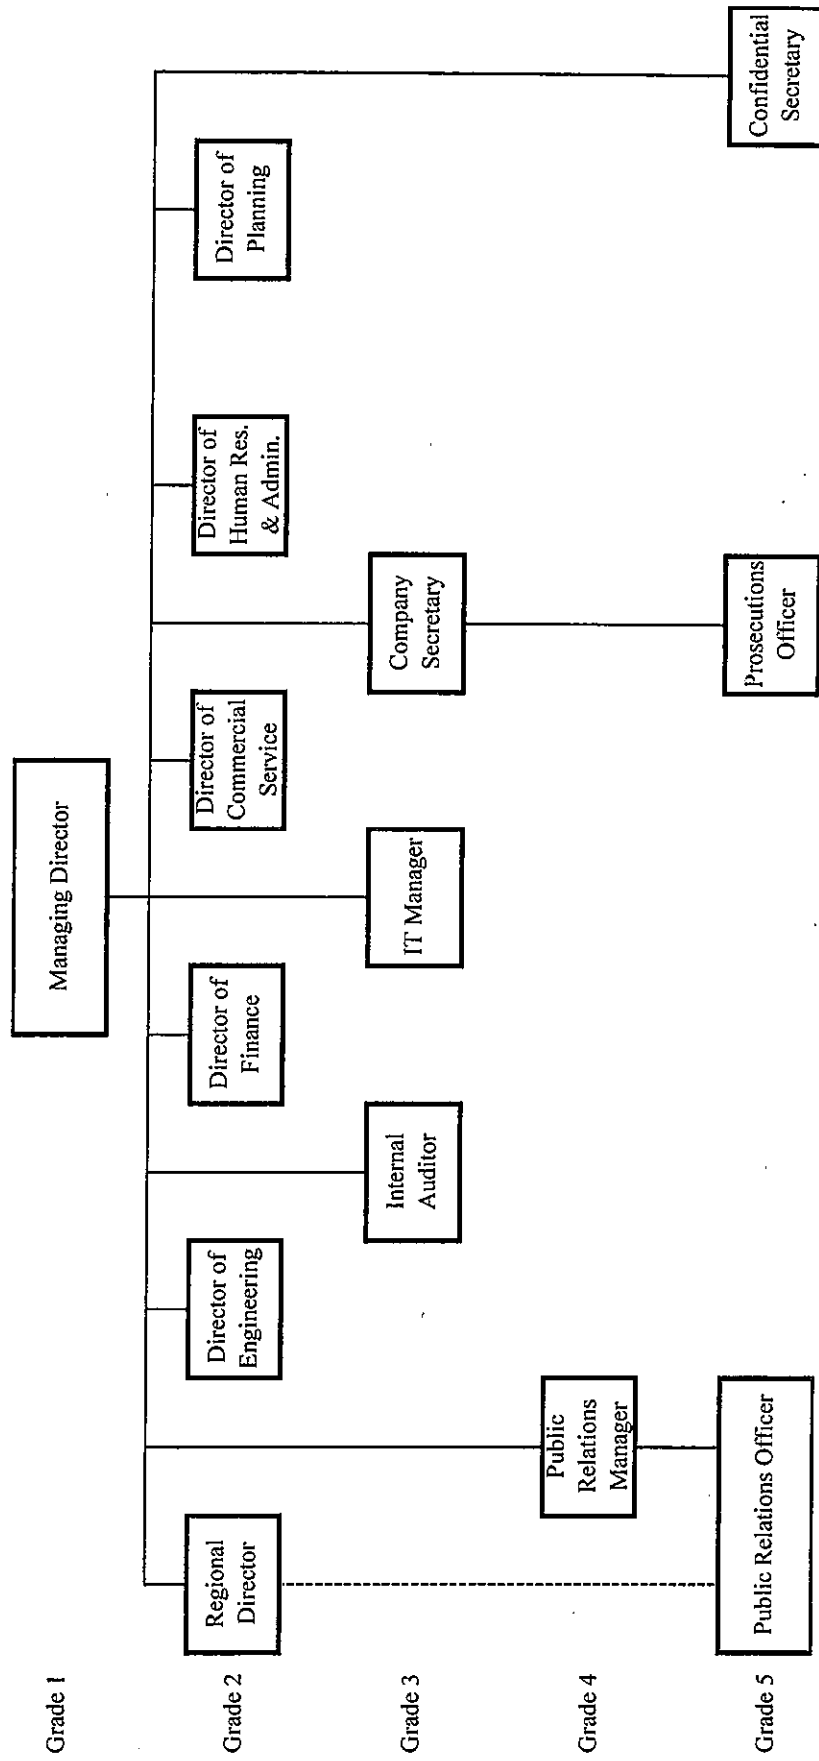 Grade 1
Managing Director
Grade 2
Regional
Director
Director of
Engineering
Director of
Finance
Director of
Commercial
Service
Director of
Human Res.
& Admin.
Director of
Planning
Grade 3
Internal
Auditor
IT Manager
Company
Secretary
Grade 4
Public
Relations
Manager
Grade 5
Public Relations Officer
Prosecutions
Officer
Confidential
Secretary